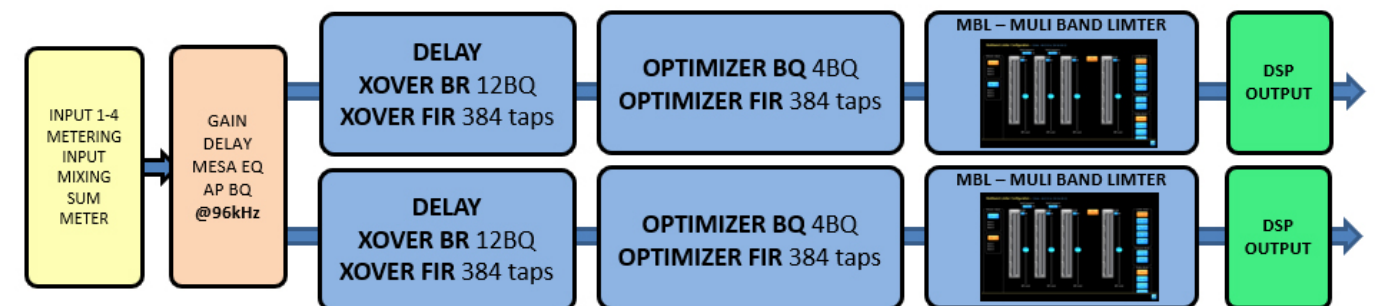 INPUT 1-4
METERING
INPUT
MIXING
SUM
METER
GAIN
DELAY
MESA EQ
AP BQ
@96kHz
DELAY
XOVER BR 12BQ
XOVER FIR 384 taps
OPTIMIZER BQ 4BQ
OPTIMIZER FIR 384 taps
MBL – MULI BAND LIMTER
DSP
OUTPUT
DELAY
XOVER BR 12BQ
XOVER FIR 384 taps
OPTIMIZER BQ 4BQ
OPTIMIZER FIR 384 taps
MBL – MULI BAND LIMTER
DSP
OUTPUT